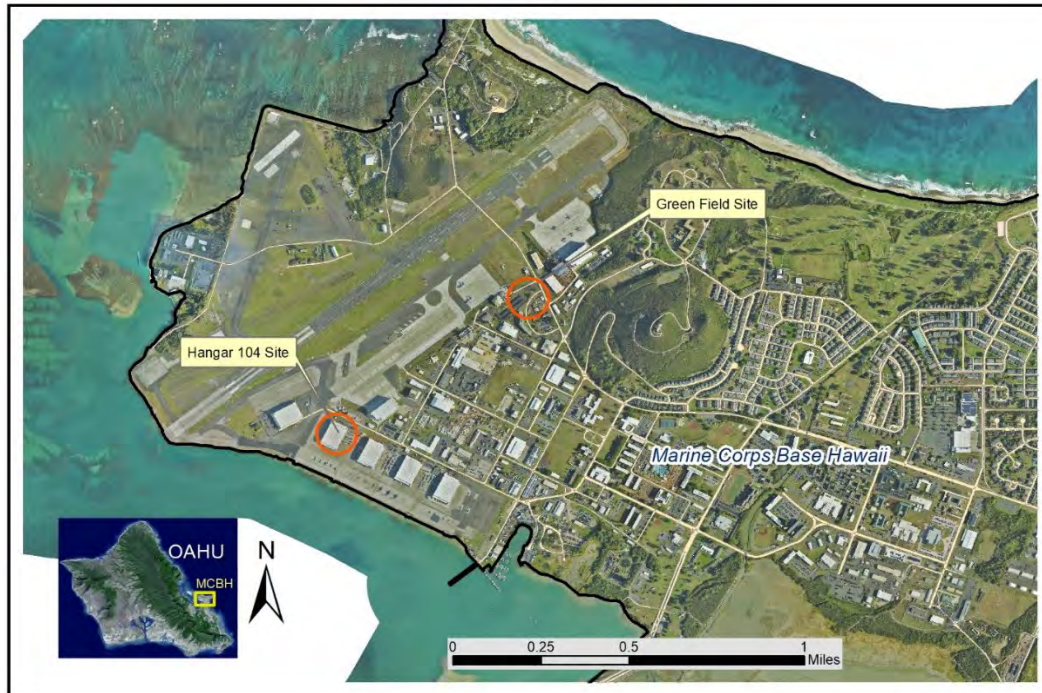 Green Field Site
Hangar 104 Site
Marine Corps Base Hawaii
OAHU
MCBH
N
0 0.25 0.5 1
Miles